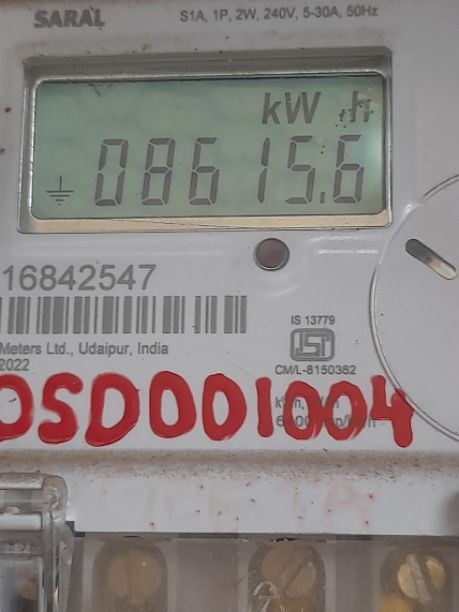 SARAL S1A, 1P, 2W, 240V, 5-30A, 50Hz
kW h
08615.6
16842547
IS 13779
Meters Ltd., Udaipur, India
2022
CM/L-8150362
OSD001004